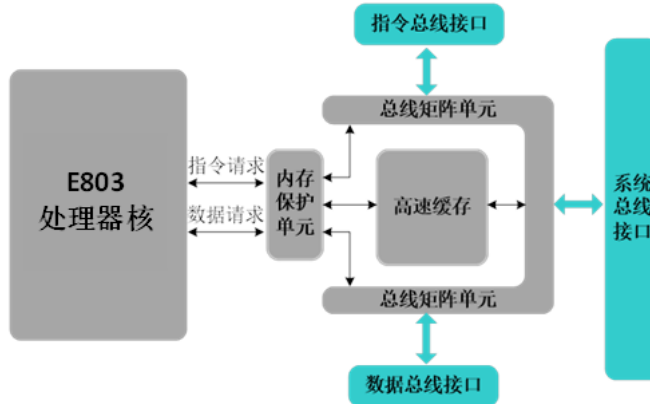 指令总线接口
总线矩阵单元
E803
处理器核
指令请求
数据请求
内存
保护
单元
高速缓存
系统
总线
接口
总线矩阵单元
数据总线接口